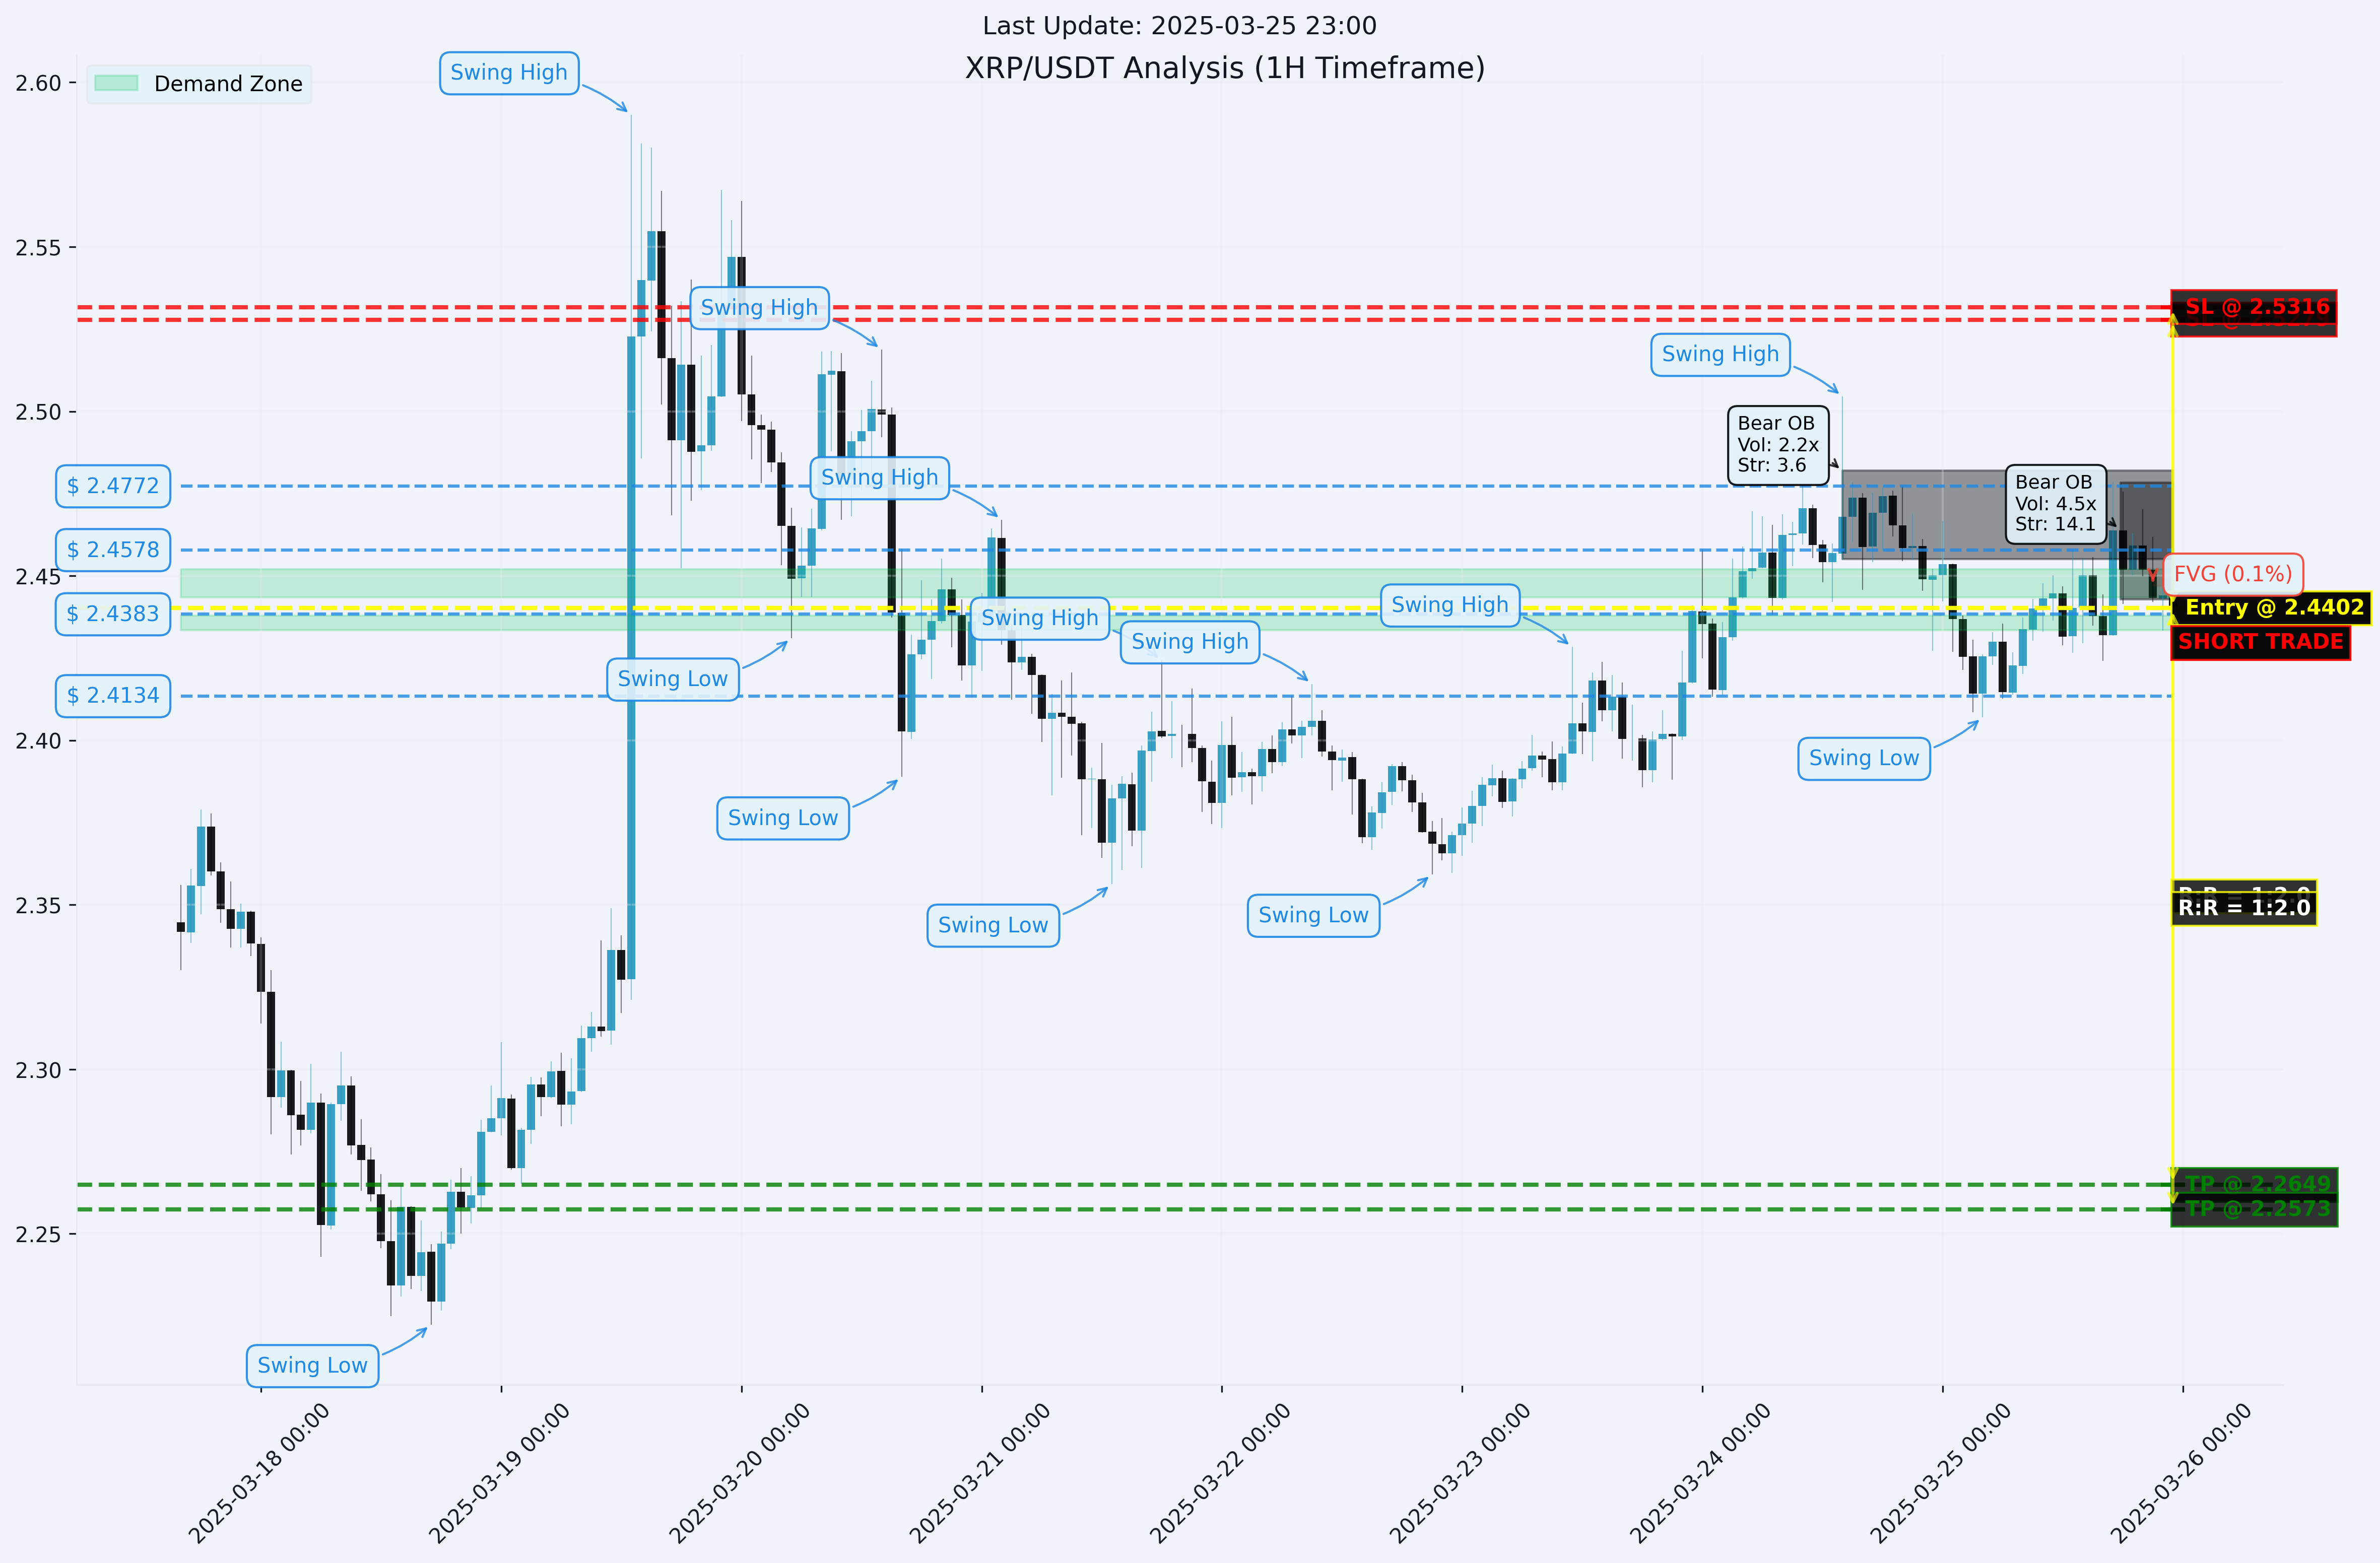 Last Update: 2025-03-25 23:00
XRP/USDT Analysis (1H Timeframe)
Demand Zone
2.60
2.55
2.50
2.45
2.40
2.35
2.30
2.25
$ 2.4772
$ 2.4578
$ 2.4383
$ 2.4134
Swing High
Swing High
Swing High
Swing High
Swing High
Swing High
Swing High
Swing Low
Swing Low
Swing Low
Swing Low
Swing Low
Swing Low
Bear OB
Vol: 2.2x
Str: 3.6
Bear OB
Vol: 4.5x
Str: 14.1
SL @ 2.5316
FVG (0.1%)
Entry @ 2.4402
SHORT TRADE
R:R = 1:2.0
R:R = 1:2.0
TP @ 2.2649
TP @ 2.2573
2025-03-18 00:00
2025-03-19 00:00
2025-03-20 00:00
2025-03-21 00:00
2025-03-22 00:00
2025-03-23 00:00
2025-03-24 00:00
2025-03-25 00:00
2025-03-26 00:00